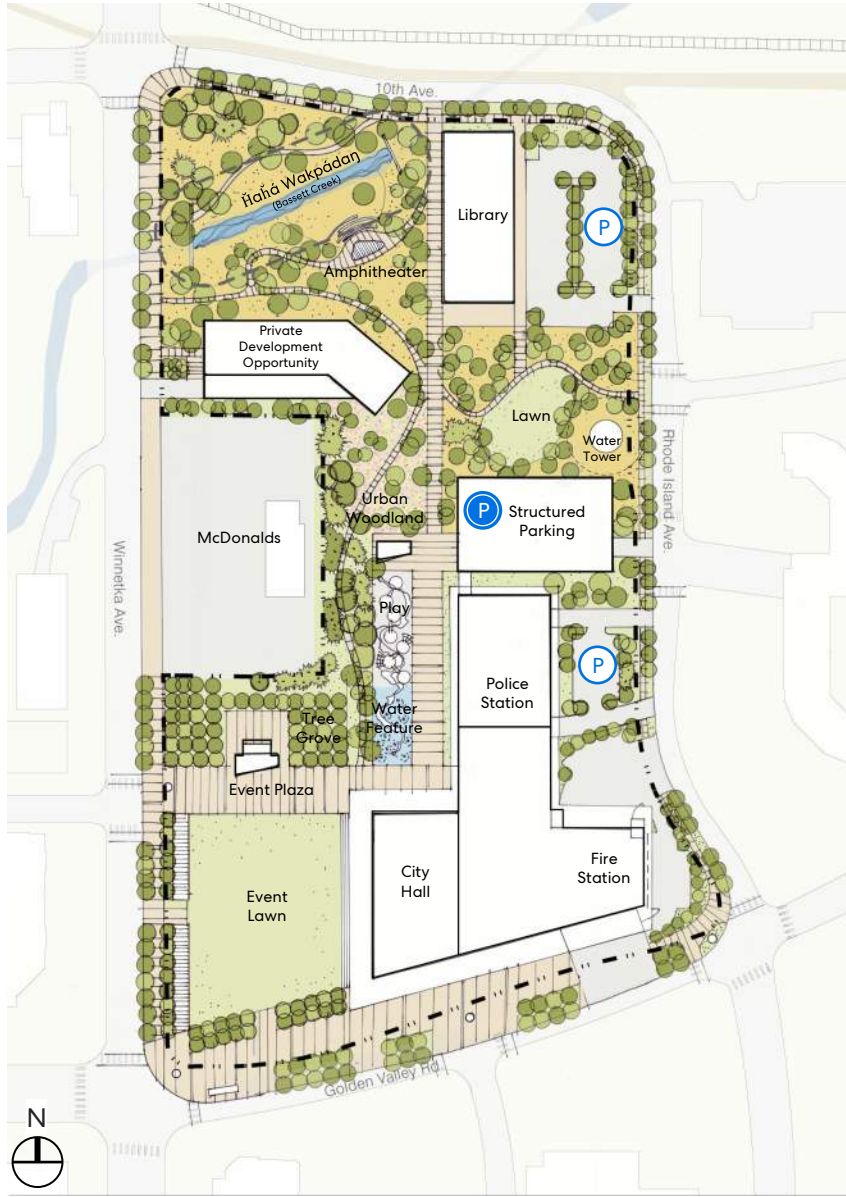 10th Ave.
Ȟaȟá Wakpádaŋ
(Bassett Creek)
Library
P
Amphitheater
Private
Development
Opportunity
Lawn
Water
Tower
Rhode Island Ave.
Urban
Woodland
P
Structured
Parking
McDonalds
Winnetka Ave.
Play
P
Police
Station
Water
Feature
Tree
Grove
Event Plaza
City
Hall
Fire
Station
Event
Lawn
Golden Valley Rd.
N